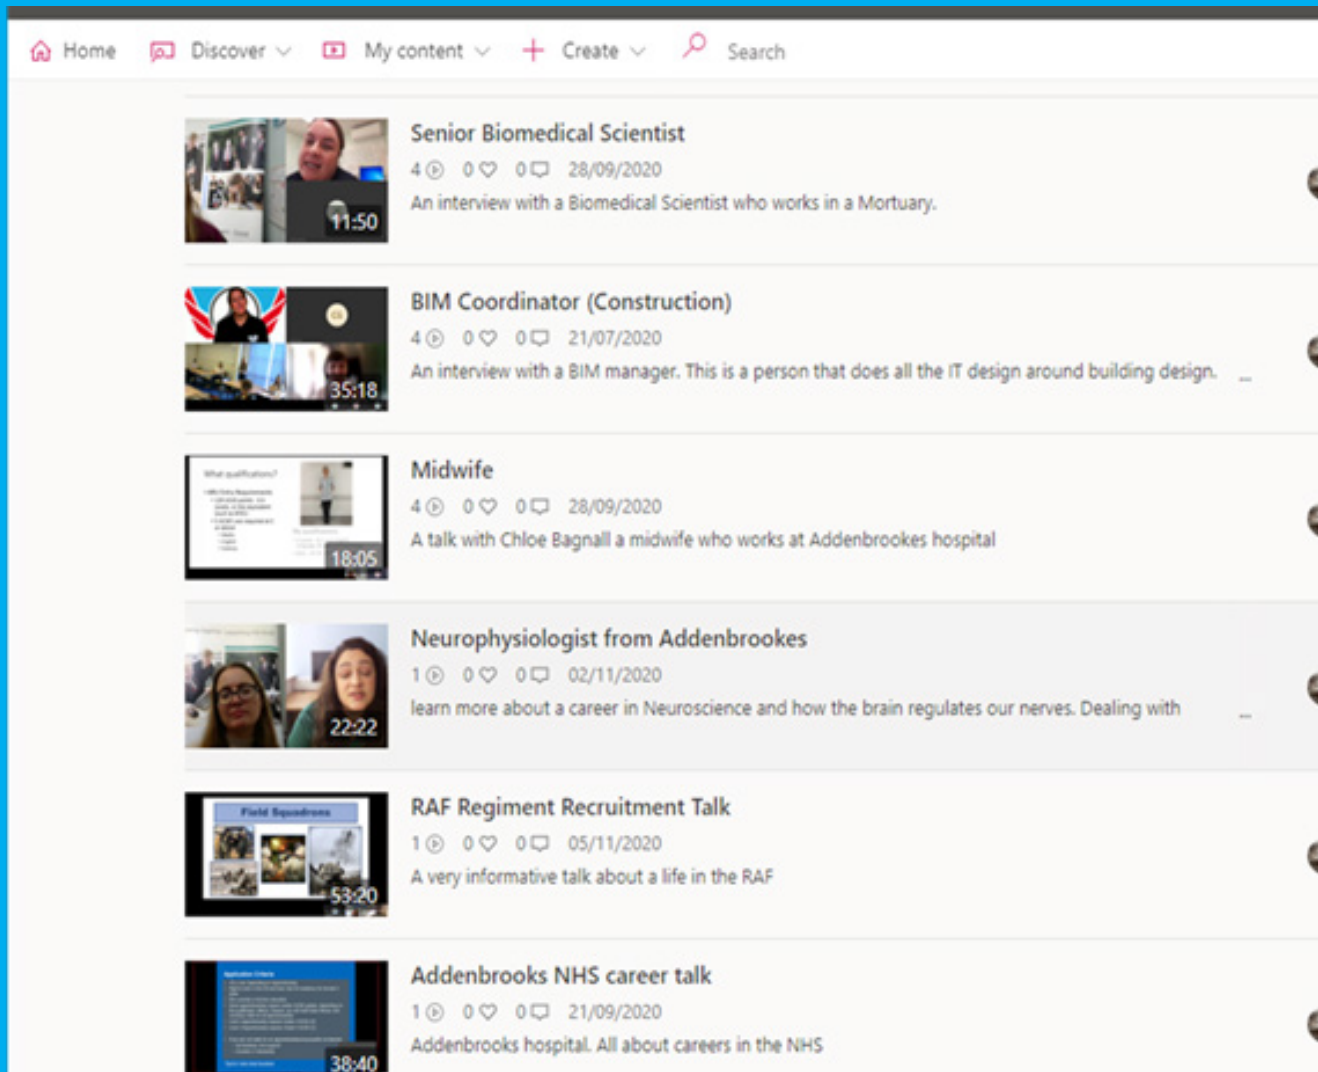 Home Discover My content Create Search
Senior Biomedical Scientist
4 0 0 28/09/2020
An interview with a Biomedical Scientist who works in a Mortuary.
11:50
BIM Coordinator (Construction)
4 0 0 21/07/2020
An interview with a BIM manager. This is a person that does all the IT design around building design. ...
35:18
What qualifications?
Midwife
4 0 0 28/09/2020
A talk with Chloe Bagnall a midwife who works at Addenbrookes hospital
18:05
Neurophysiologist from Addenbrookes
1 0 0 02/11/2020
learn more about a career in Neuroscience and how the brain regulates our nerves. Dealing with ...
22:22
Field Squadrons
RAF Regiment Recruitment Talk
1 0 0 05/11/2020
A very informative talk about a life in the RAF
53:20
Application Criteria
Addenbrooks NHS career talk
1 0 0 21/09/2020
Addenbrooks hospital. All about careers in the NHS
38:40